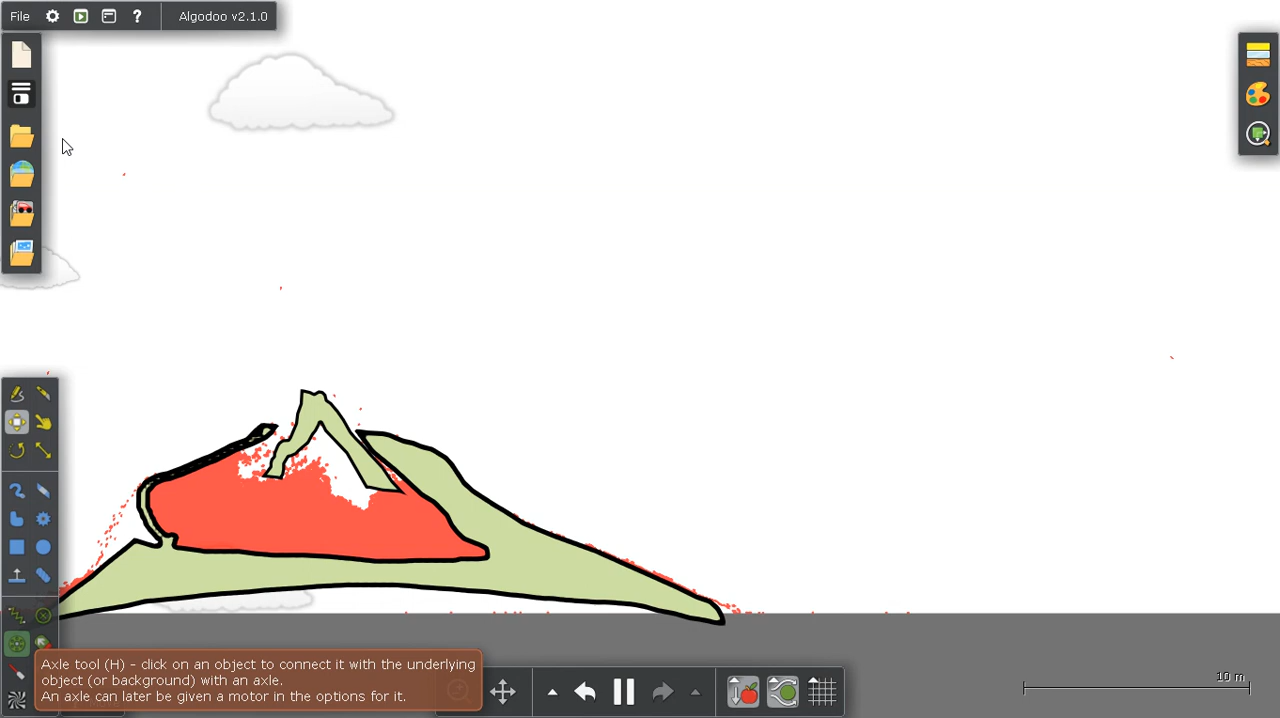 File ? Algodoo v2.1.0
Axle tool (H) - click on an object to connect it with the underlying
object (or background) with an axle.
An axle can later be given a motor in the options for it.
10 m